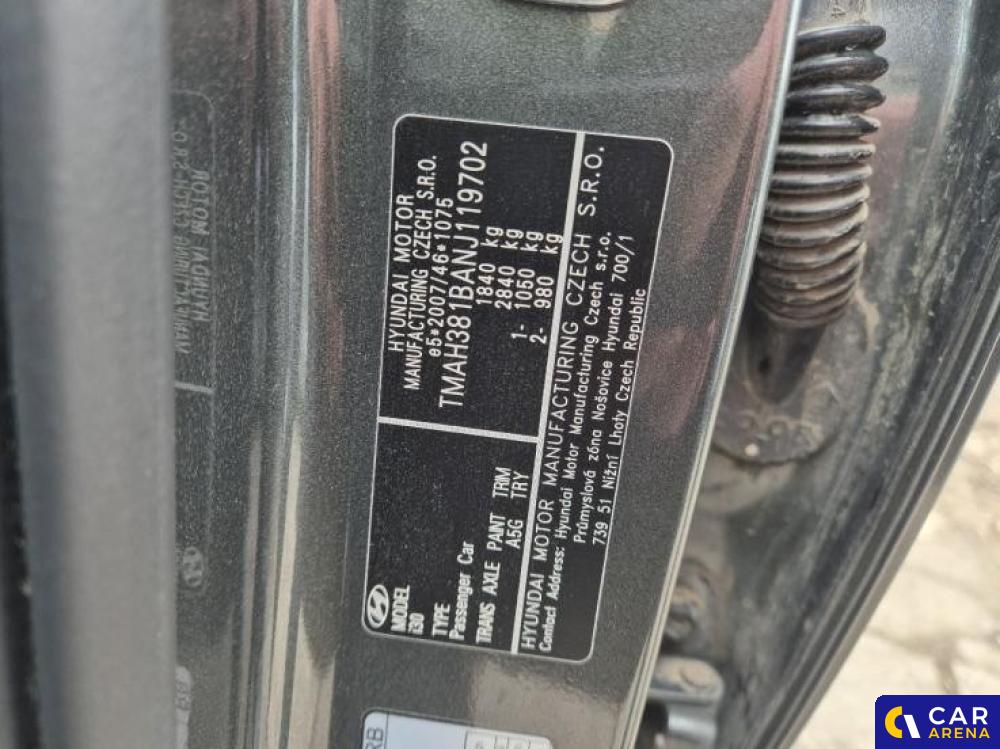 HYUNDAI MOTOR
MANUFACTURING CZECH S.R.O.
e5*2007/46*1075
TMAH381BANJ119702
1840 kg
2840 kg
1- 1050 kg
2- 980 kg
MODEL
i30
TYPE
Passenger Car
TRANS AXLE PAINT TRIM
A5G TRY
HYUNDAI MOTOR MANUFACTURING CZECH S.R.O.
Contact Address: Hyundai Motor Manufacturing Czech s.r.o.
Průmyslová zóna Nošovice Hyundai 700/1
739 51 Nižní Lhoty Czech Republic
RB
CAR
ARENA